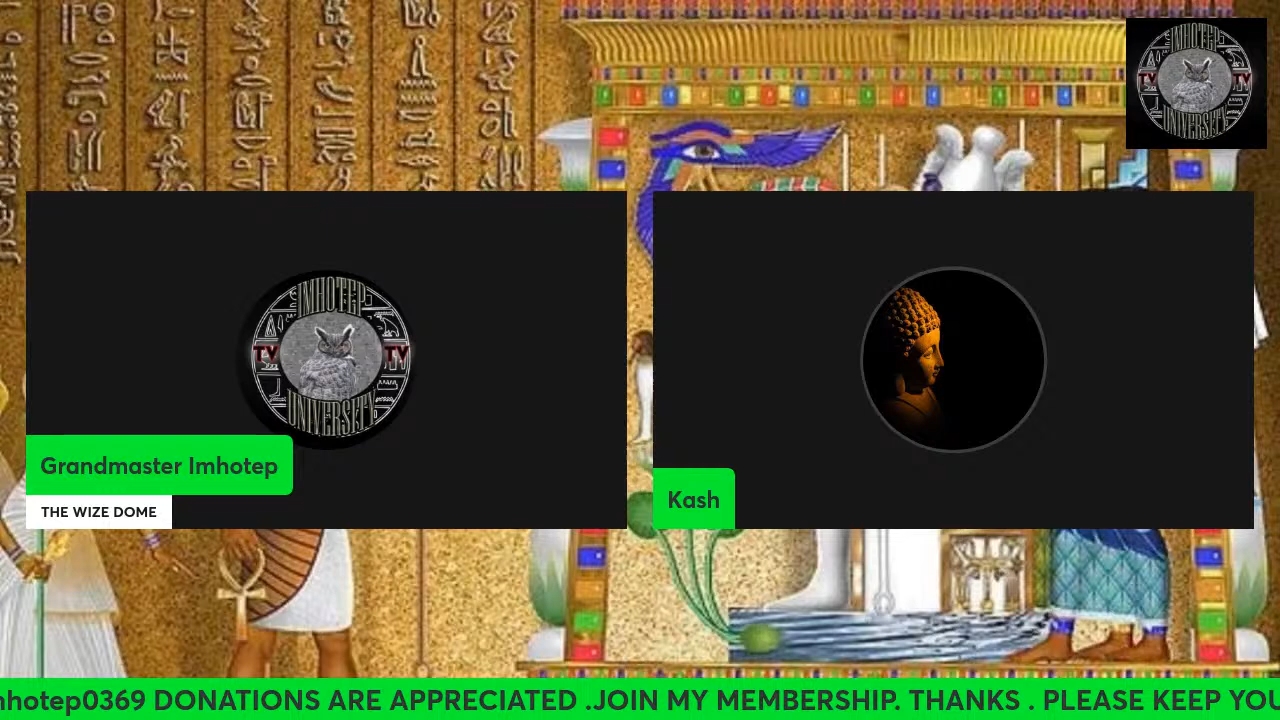 IMHOTEP
TV TV
UNIVERSITY
IMHOTEP
TV TV
UNIVERSITY
Grandmaster Imhotep
THE WIZE DOME
Kash
hotep0369 DONATIONS ARE APPRECIATED .JOIN MY MEMBERSHIP. THANKS . PLEASE KEEP YOU